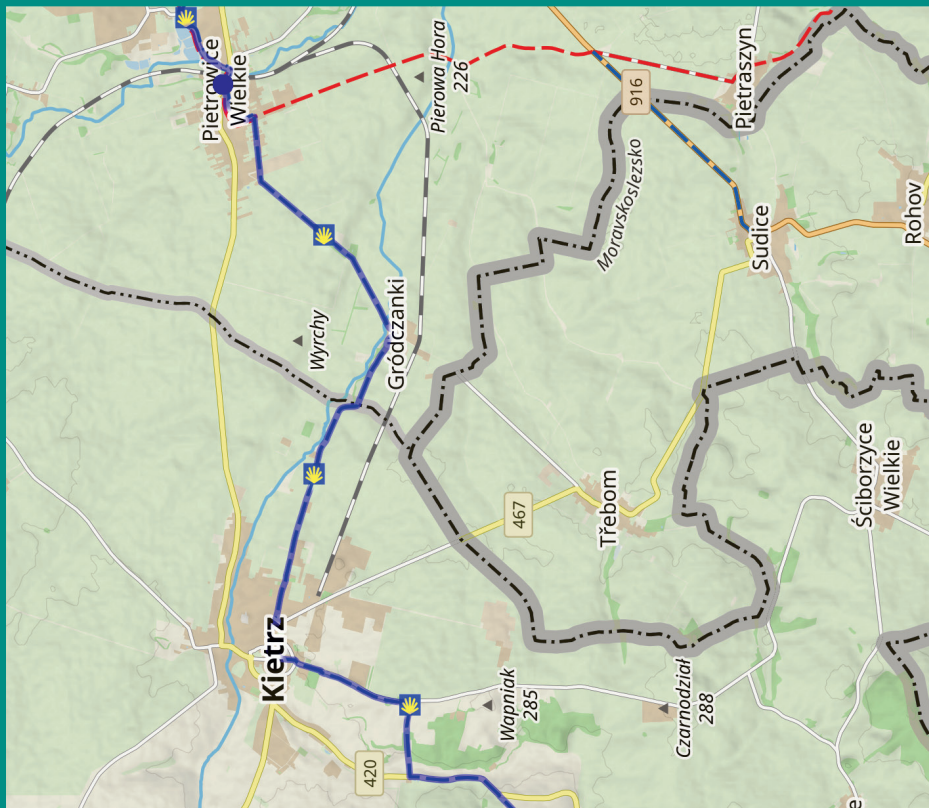 Pietrowice
Wielkie
Pierowa Hora
226
916
Pietraszyn
Moravskoslezsko
Sudice
Rohov
Wyrchy
Gródczanki
467
Třebom
Ściborzyce
Wielkie
Kietrz
Wapniak
285
Czarnodział
288
420